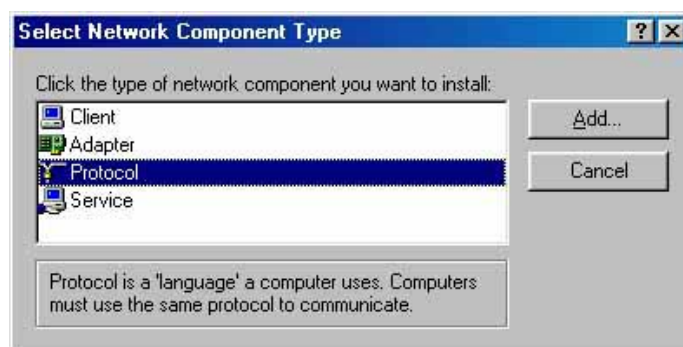 Select Network Component Type
Click the type of network component you want to install:
Client
Adapter
Protocol
Service
Add...
Cancel
Protocol is a 'language' a computer uses. Computers
must use the same protocol to communicate.